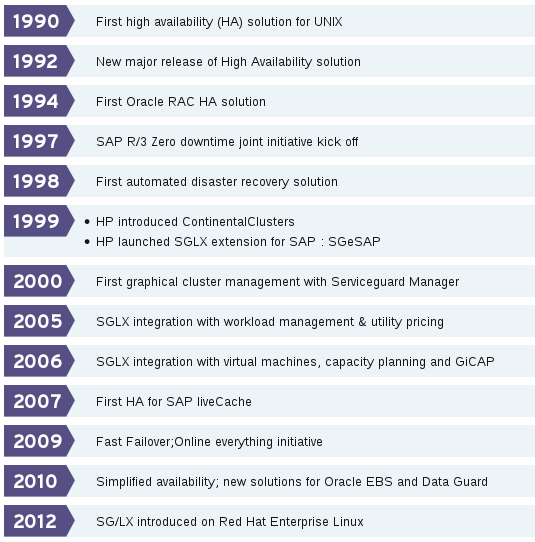 1990 First high availability (HA) solution for UNIX
1992 New major release of High Availability solution
1994 First Oracle RAC HA solution
1997 SAP R/3 Zero downtime joint initiative kick off
1998 First automated disaster recovery solution
1999 • HP introduced ContinentalClusters
• HP launched SGLX extension for SAP : SGeSAP
2000 First graphical cluster management with Serviceguard Manager
2005 SGLX integration with workload management & utility pricing
2006 SGLX integration with virtual machines, capacity planning and GiCAP
2007 First HA for SAP liveCache
2009 Fast Failover;Online everything initiative
2010 Simplified availability; new solutions for Oracle EBS and Data Guard
2012 SG/LX introduced on Red Hat Enterprise Linux